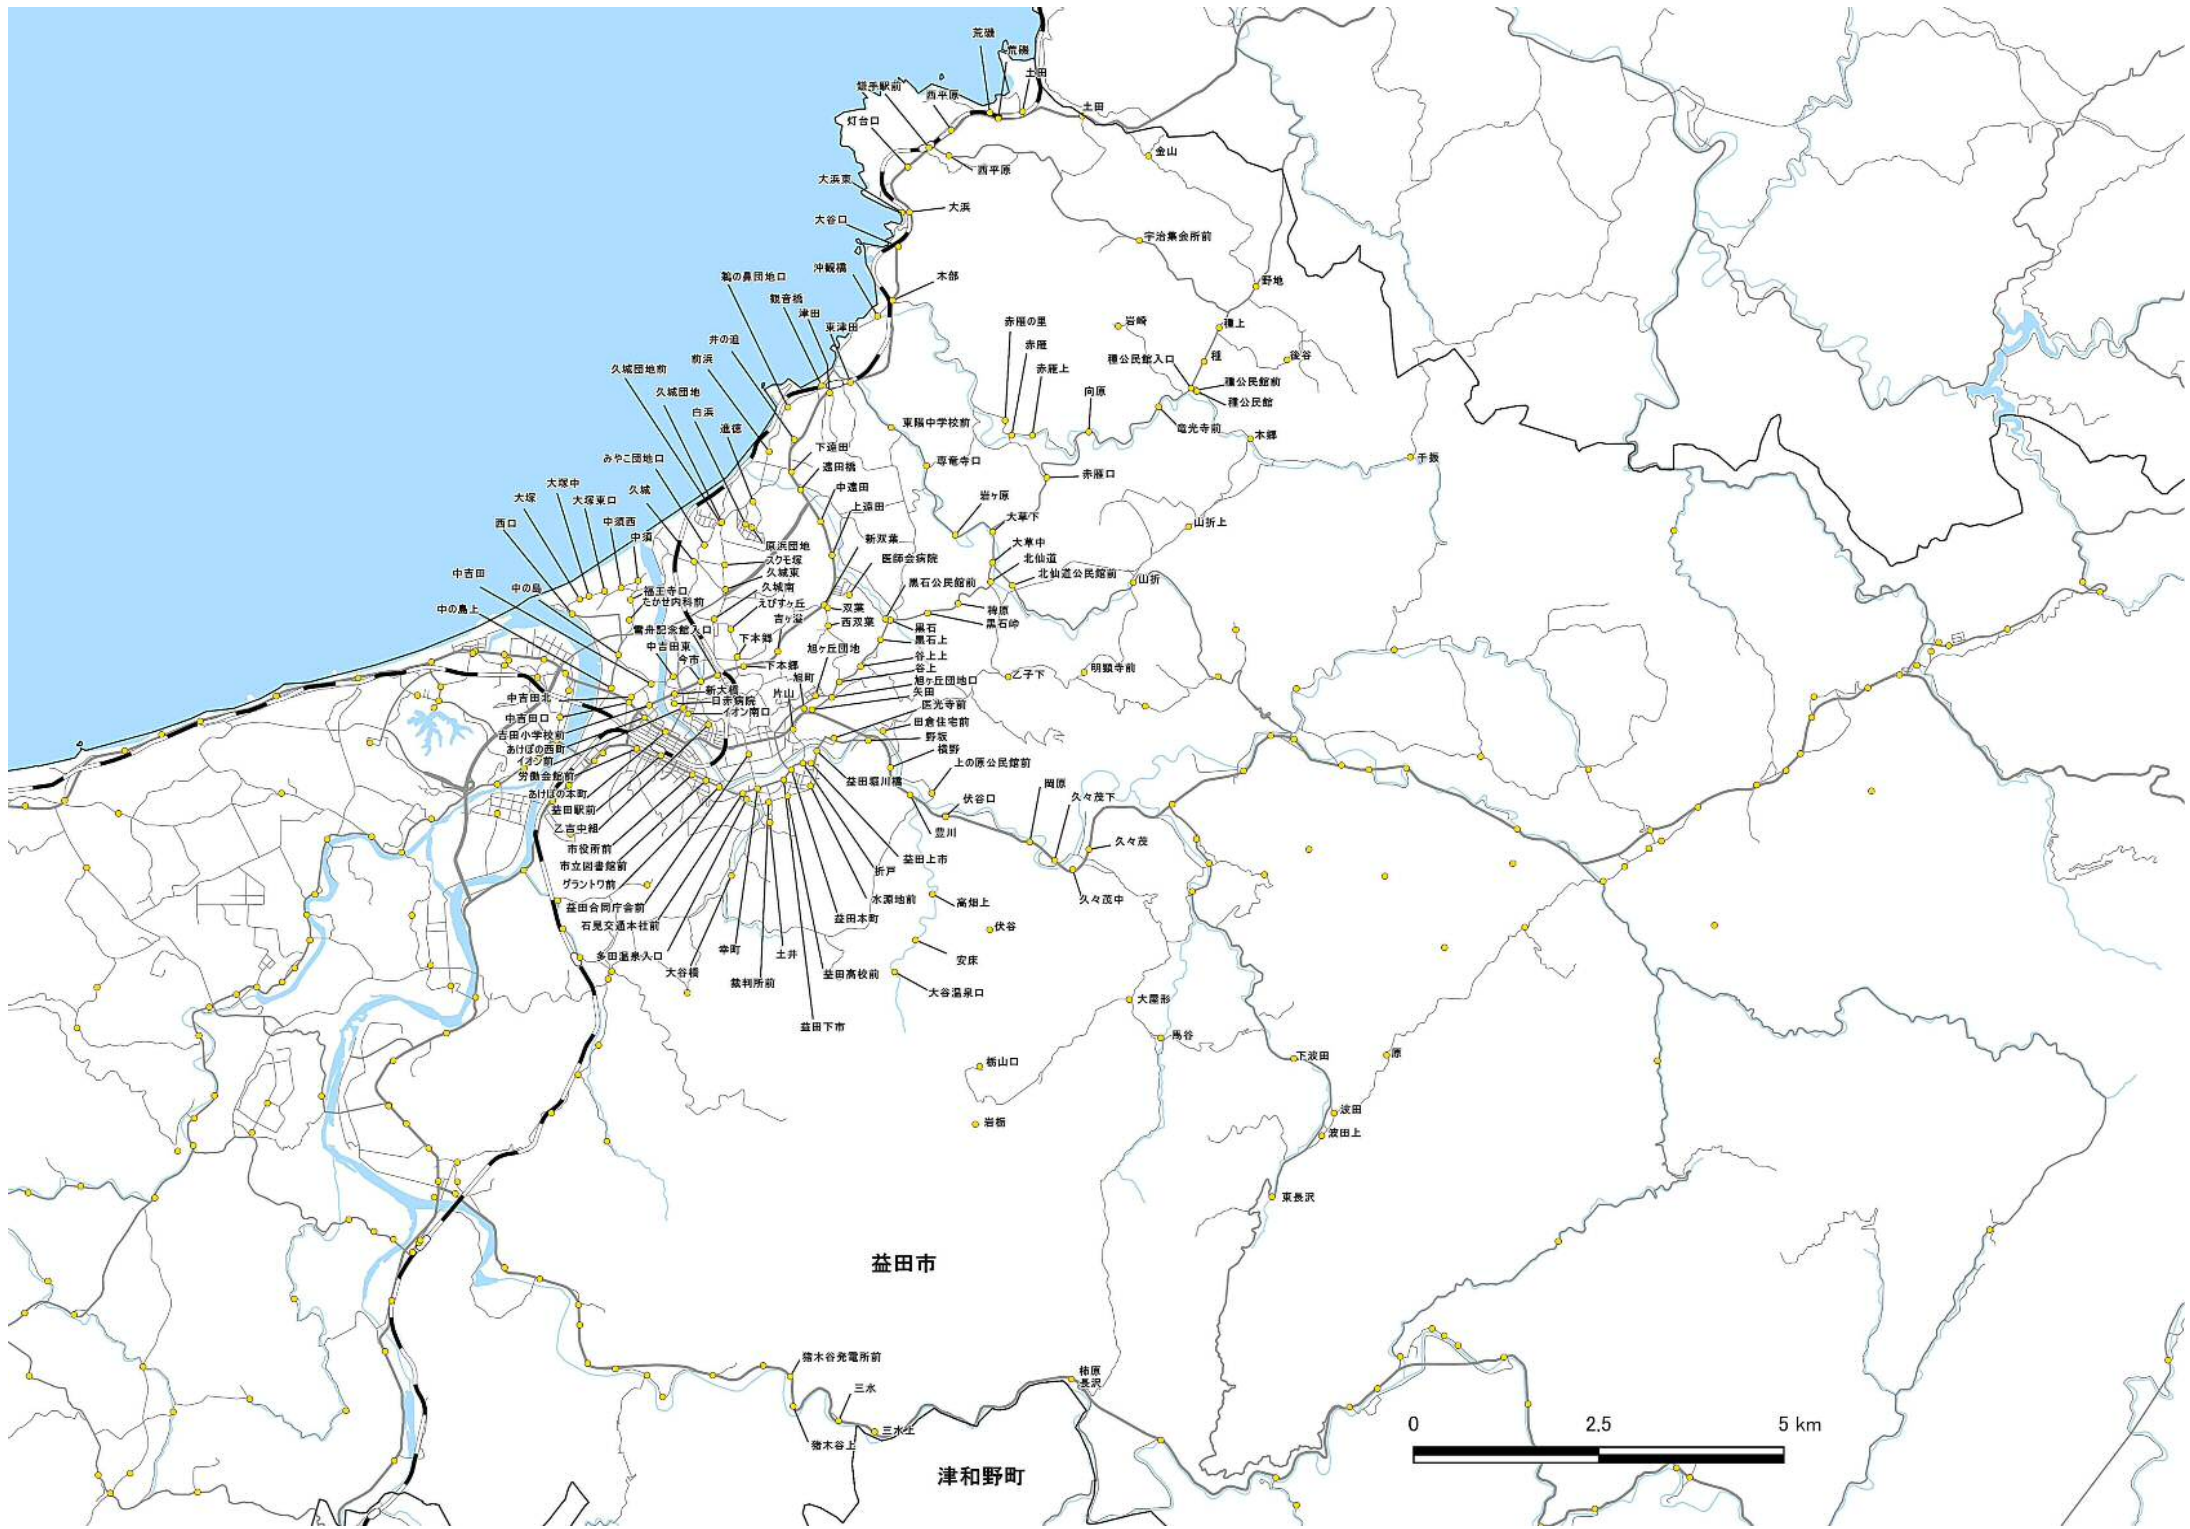 荒磯
荒磯
土田
鎌手駅前
西平原
土田
灯台口
金山
西平原
大浜東
大浜
大谷口
宇治集会所前
沖観橋
木部
鵜の鼻団地口
野地
観音橋
津田
東津田
赤雁の里
岩崎
種上
井の迫
赤雁
前浜
種公民館入口
種
後谷
久城団地前
赤雁上
種公民館前
久城団地
向原
種公民館
白浜
進徳
東陽中学校前
竜光寺前
本郷
みやこ団地口
下遠田
専竜寺口
遠田橋
赤雁口
大塚中
久城
中遠田
大塚
大塚東口
岩ヶ原
上遠田
西口
中須西
大草下
山折上
中須
新双葉
原浜団地
大草中
スクモ塚
医師会病院
北仙道
中吉田
久城東
中の島
福王寺口
久城南
黒石公民館前
北仙道公民館前
山折
たかせ内科前
えびすヶ丘
双葉
稗原
中の島上
吉ヶ溢
西双葉
黒石
黒石峠
雪舟記念館入口
下本郷
黒石上
中吉田東
旭ヶ丘団地
谷上上
今市
下本郷
谷上
明顕寺前
旭町
旭ヶ丘団地口
乙子下
新大橋
片山
矢田
中吉田北
日赤病院
医光寺前
イオン南口
中吉田口
田倉住宅前
吉田小学校前
野坂
あけぼの西町
横野
イオン前
上の原公民館前
労働会館前
益田堀川橋
岡原
あけぼの本町
伏谷口
久々茂下
益田駅前
豊川
乙吉中組
久々茂
市役所前
益田上市
市立図書館前
折戸
グラントワ前
水源地前
久々茂中
高畑上
益田合同庁舎前
益田本町
石見交通本社前
伏谷
幸町
土井
多田温泉入口
安床
大谷橋
益田高校前
裁判所前
大谷温泉口
大屋形
益田下市
馬谷
下波田
原
栃山口
波田
岩栃
波田上
東長沢
益田市
猪木谷発電所前
柿原
長沢
三水
三水上
猪木谷上
津和野町
0 2.5 5 km